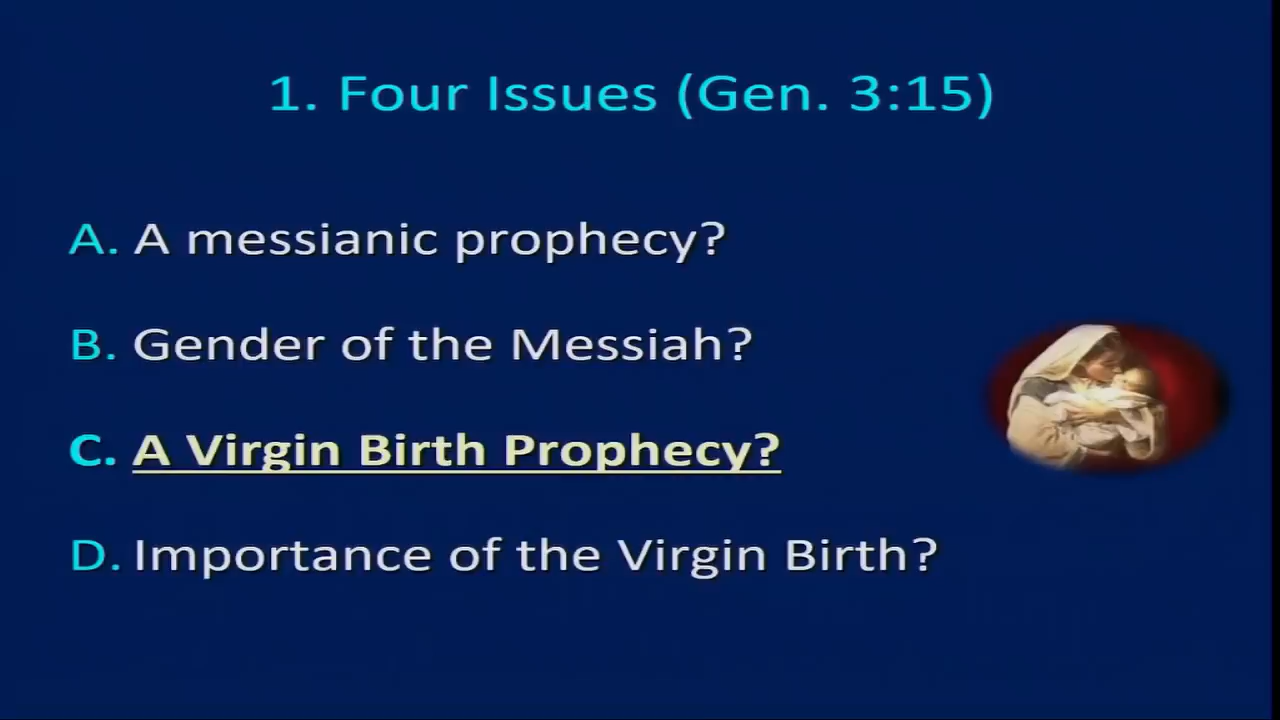 1. Four Issues (Gen. 3:15)
A. A messianic prophecy?
B. Gender of the Messiah?
C. A Virgin Birth Prophecy?
D. Importance of the Virgin Birth?